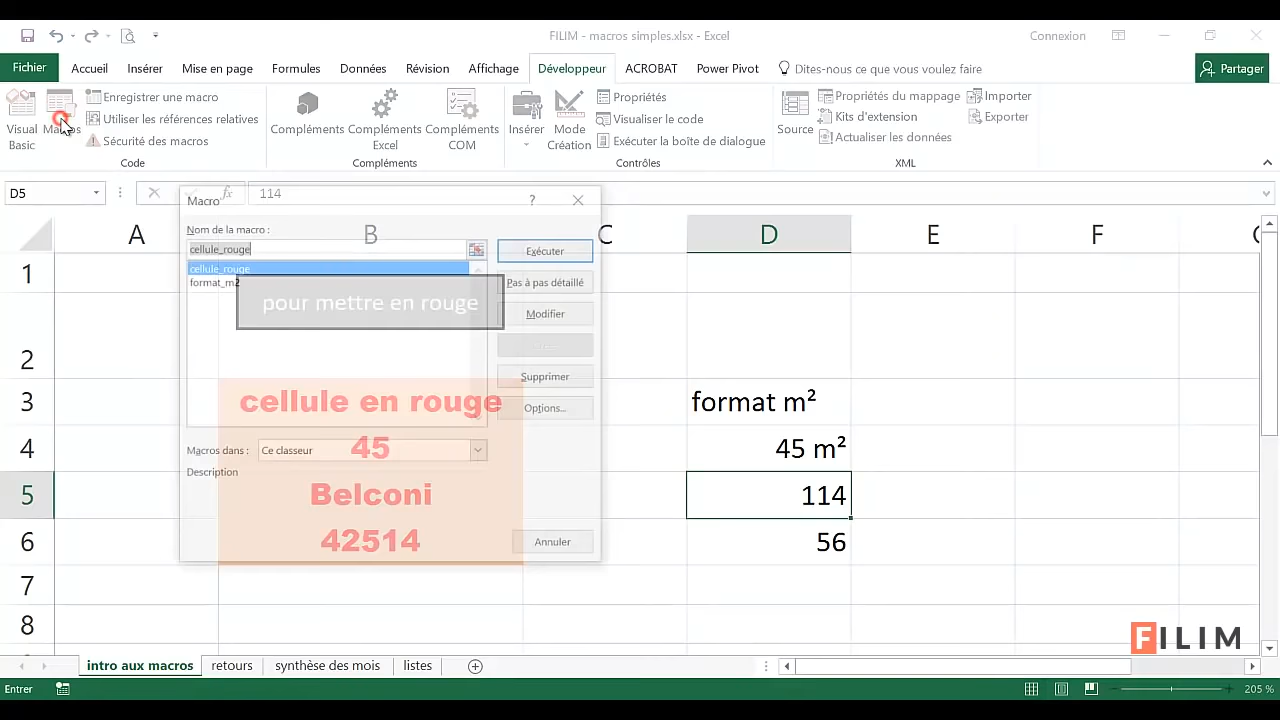 FILIM - macros simples.xlsx - Excel
Connexion
Fichier
Accueil
Insérer
Mise en page
Formules
Données
Révision
Affichage
Développeur
ACROBAT
Power Pivot
Dites-nous ce que vous voulez faire
Partager
Visual Basic
Macros
Enregistrer une macro
Utiliser les références relatives
Sécurité des macros
Code
Compléments
Compléments Excel
Compléments COM
Compléments
Insérer
Mode Création
Propriétés
Visualiser le code
Exécuter la boîte de dialogue
Contrôles
Source
Propriétés du mappage
Kits d'extension
Actualiser les données
Importer
Exporter
XML
D5
fx
114
Macro
?
Nom de la macro :
cellule_rouge
cellule_rouge
format_m2
Exécuter
Pas à pas détaillé
Modifier
Supprimer
Options...
Macros dans :
Ce classeur
Description
Annuler
pour mettre en rouge
A
B
C
D
E
F
1
2
3
4
5
6
7
8
cellule en rouge
45
Belconi
42514
format m²
45 m²
114
56
FILIM
intro aux macros
retours
synthèse des mois
listes
Entrer
205 %